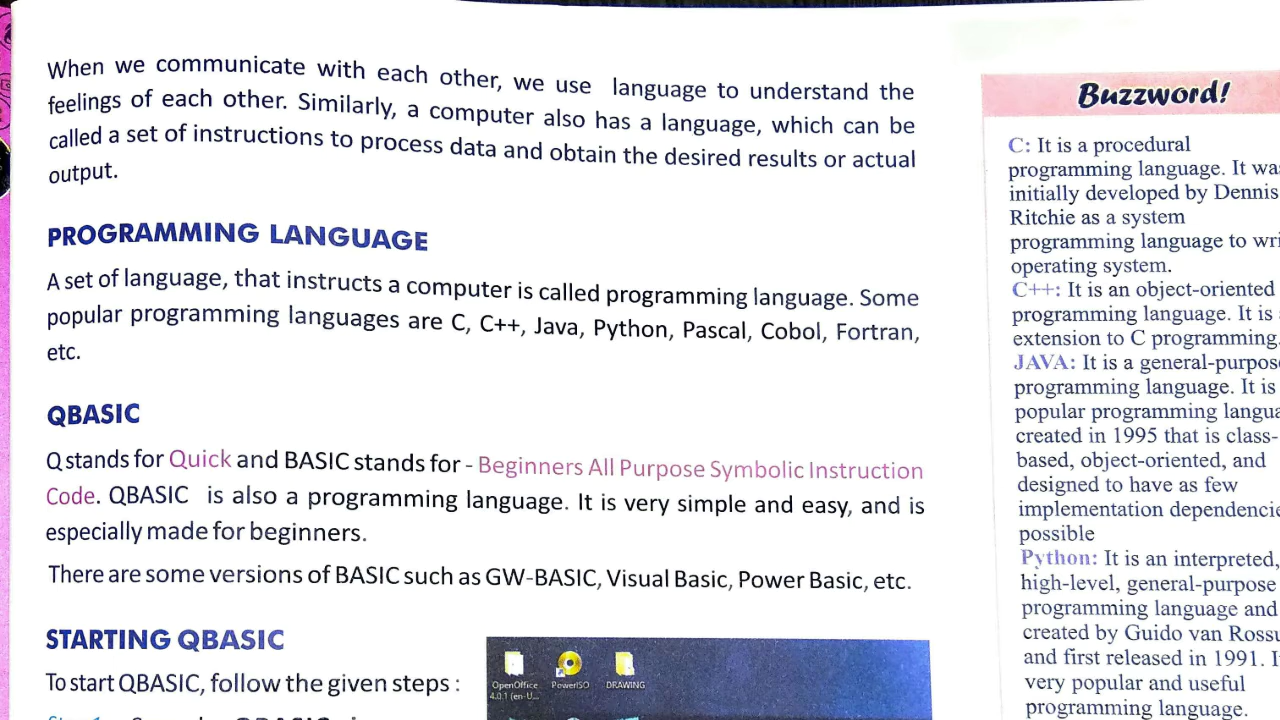 When we communicate with each other, we use language to understand the
feelings of each other. Similarly, a computer also has a language, which can be
called a set of instructions to process data and obtain the desired results or actual
output.
PROGRAMMING LANGUAGE
A set of language, that instructs a computer is called programming language. Some
popular programming languages are C, C++, Java, Python, Pascal, Cobol, Fortran,
etc.
QBASIC
Q stands for Quick and BASIC stands for - Beginners All Purpose Symbolic Instruction
Code. QBASIC is also a programming language. It is very simple and easy, and is
especially made for beginners.
There are some versions of BASIC such as GW-BASIC, Visual Basic, Power Basic, etc.
STARTING QBASIC
To start QBASIC, follow the given steps :
OpenOffice
4.0.1 (en-U...
PowerISO
DRAWING
Buzzword!
C: It is a procedural
programming language. It
initially developed by Dennis
Ritchie as a system
programming language to
operating system.
C++: It is an object-oriented
programming language. It is
extension to C programming.
JAVA: It is a
programming language. It is
popular programming
created in 1995 that is class-
based, object-oriented, and
designed to have as few
implementation
possible
Python: It is an interpreted,
high-level, general-purpose
programming language and
created by Guido van
and first released in 1991.
very popular and useful
programming language.